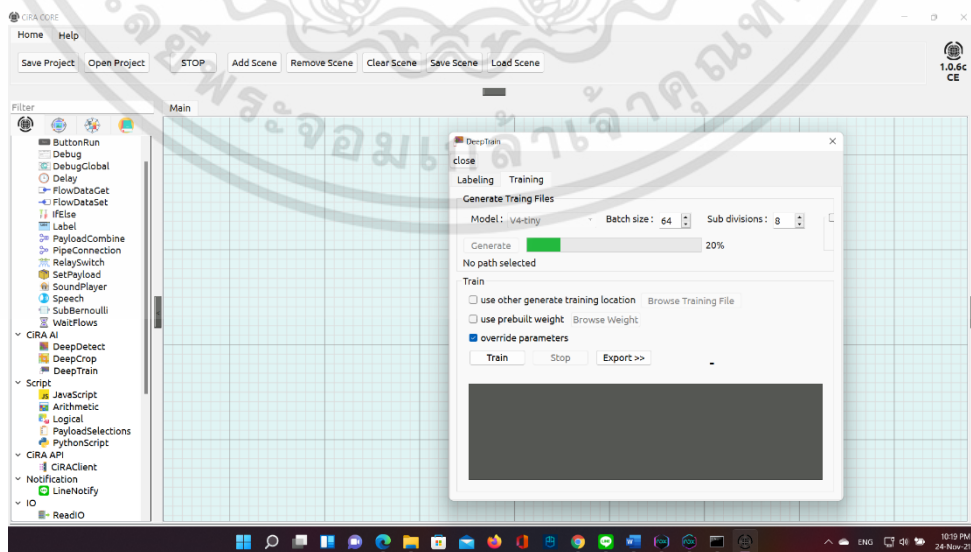 CiRA CORE
Home Help
Save Project Open Project STOP Add Scene Remove Scene Clear Scene Save Scene Load Scene
1.0.6c
CE
Filter
Main
ButtonRun
Debug
DebugGlobal
Delay
FlowDataGet
FlowDataSet
IfElse
Label
PayloadCombine
PipeConnection
RelaySwitch
SetPayload
SoundPlayer
Speech
SubBernoulli
WaitFlows
CiRA AI
DeepDetect
DeepCrop
DeepTrain
Script
JavaScript
Arithmetic
Logical
PayloadSelections
PythonScript
CiRA API
CiRAClient
Notification
LineNotify
IO
ReadIO
DeepTrain
close
Labeling Training
Generate Traing Files
Model: V4-tiny Batch size: 64 Sub divisions: 8
Generate 20%
No path selected
Train
use other generate training location Browse Training File
use prebuilt weight Browse Weight
override parameters
Train Stop Export >>
-
ENG 10:19 PM
24-Nov-21